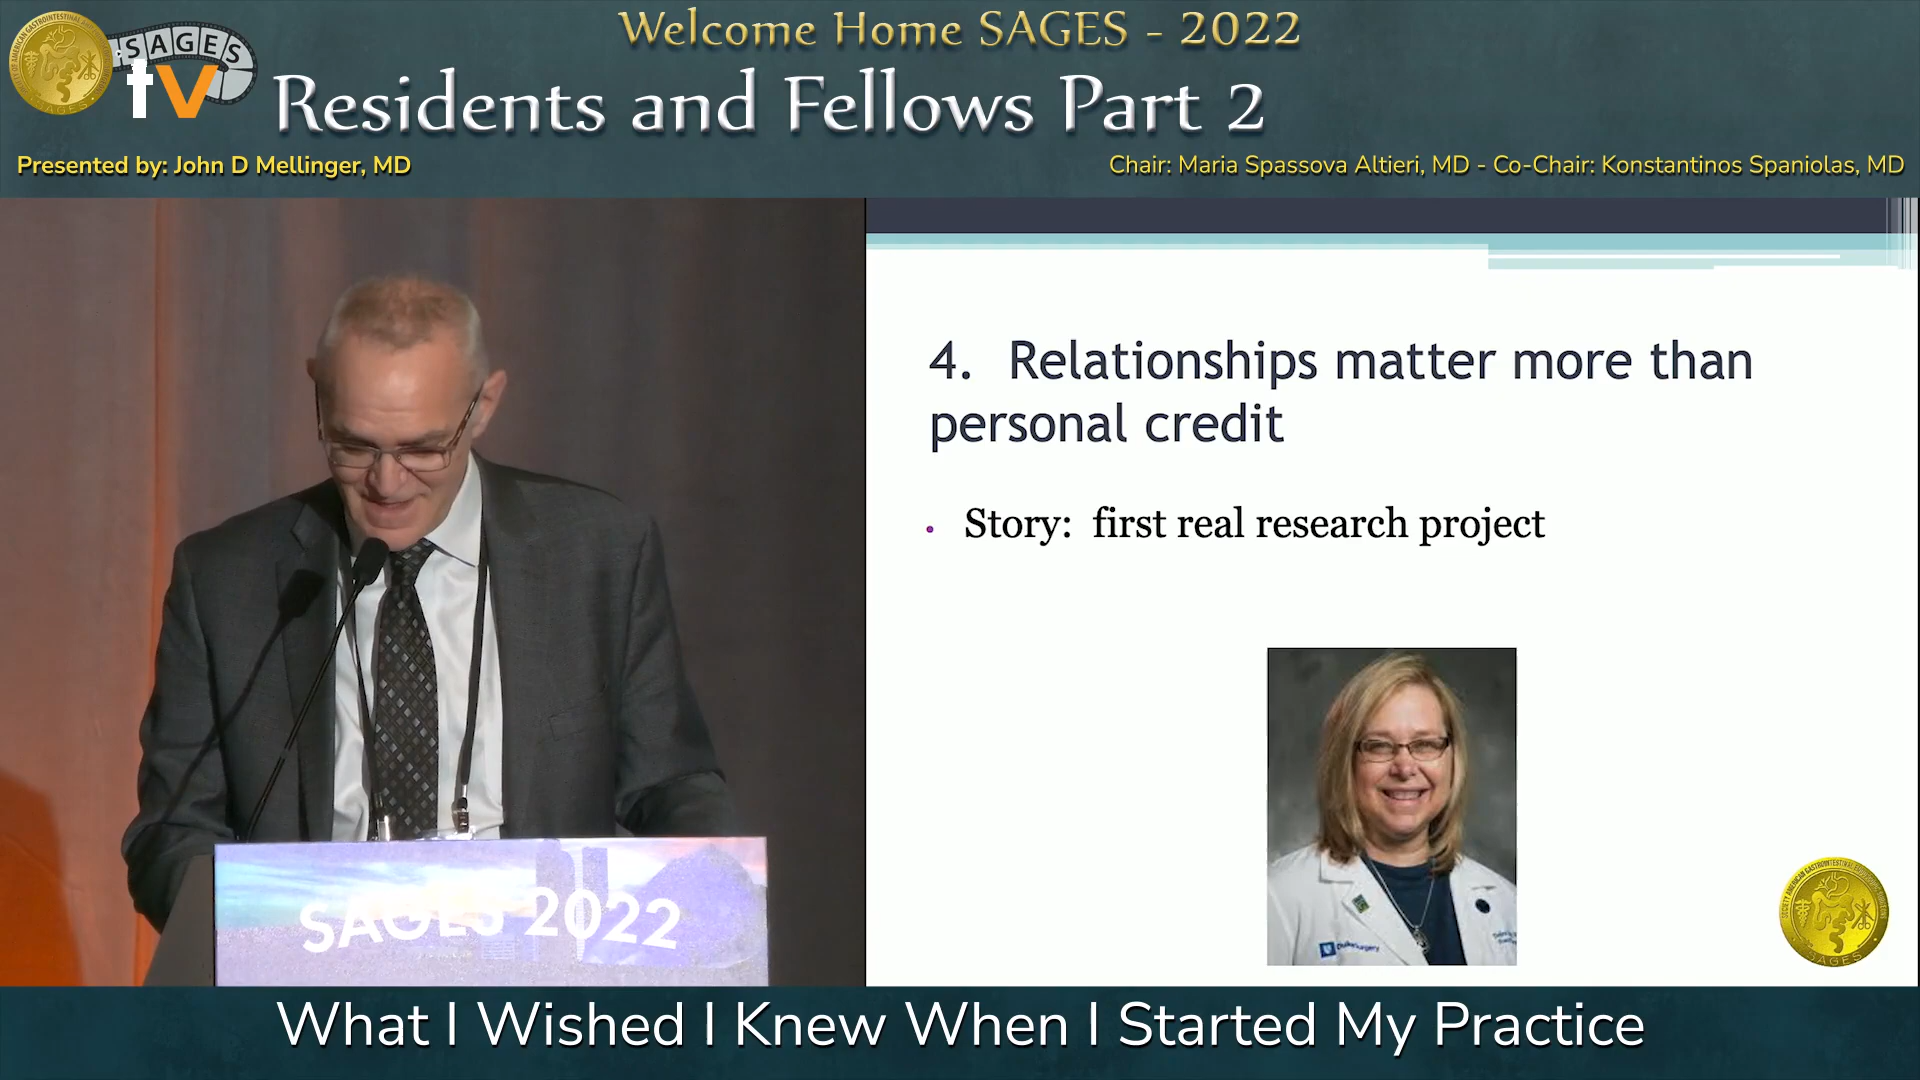 Welcome Home SAGES - 2022
SAGES
tv
Residents and Fellows Part 2
Presented by: John D Mellinger, MD
Chair: Maria Spassova Altieri, MD - Co-Chair: Konstantinos Spaniolas, MD
4. Relationships matter more than
personal credit
• Story: first real research project
DukeSurgery
SAGES
SAGES 2022
What I Wished I Knew When I Started My Practice